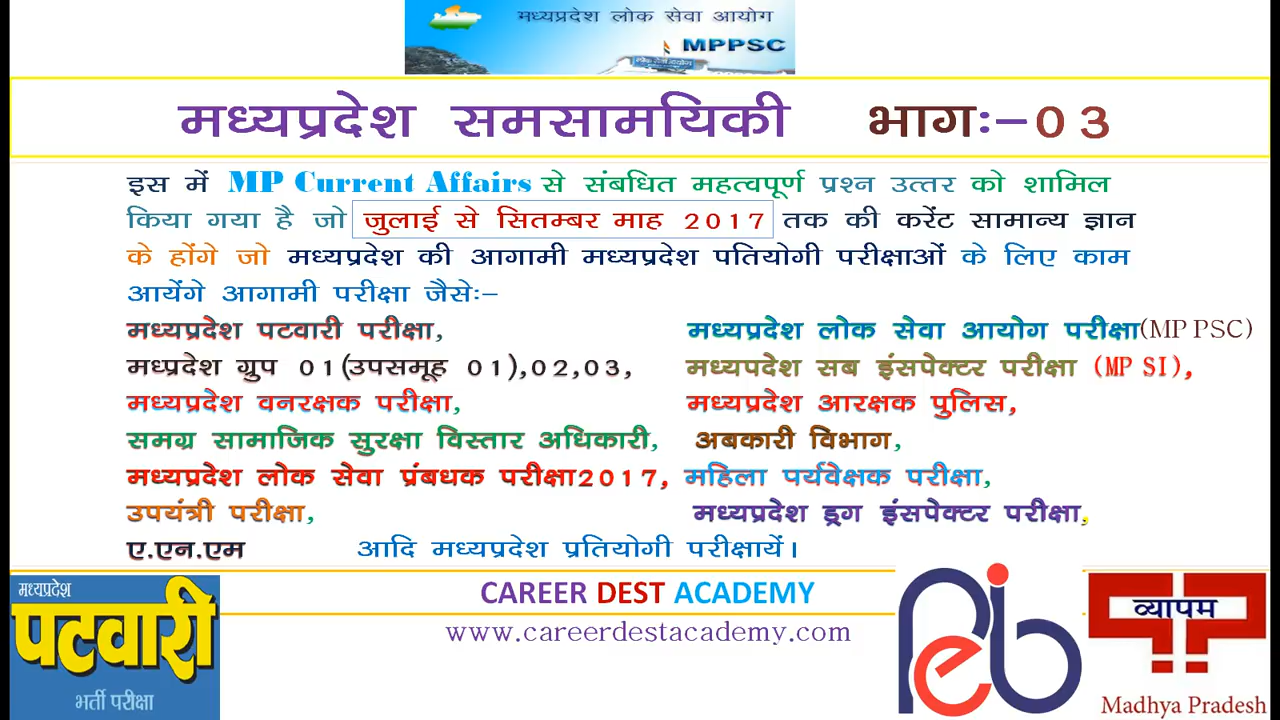 मध्यप्रदेश लोक सेवा आयोग
MPPSC
मध्यप्रदेश समसामयिकी भाग:-03
इस में MP Current Affairs से संबधित महत्वपूर्ण प्रश्न उत्तर को शामिल
किया गया है जो जुलाई से सितम्बर माह 2017 तक की करेंट सामान्य ज्ञान
के होंगे जो मध्यप्रदेश की आगामी मध्यप्रदेश पतियोगी परीक्षाओं के लिए काम
आयेंगे आगामी परीक्षा जैसे:-
मध्यप्रदेश पटवारी परीक्षा, मध्यप्रदेश लोक सेवा आयोग परीक्षा(MP PSC)
मध्प्रदेश ग्रुप 01(उपसमूह 01),02,03, मध्यपदेश सब इंसपेक्टर परीक्षा (MP SI),
मध्यप्रदेश वनरक्षक परीक्षा, मध्यप्रदेश आरक्षक पुलिस,
समग्र सामाजिक सुरक्षा विस्तार अधिकारी, अबकारी विभाग,
मध्यप्रदेश लोक सेवा प्रंबधक परीक्षा2017, महिला पर्यवेक्षक परीक्षा,
उपयंत्री परीक्षा, मध्यप्रदेश ड्रग इंसपेक्टर परीक्षा,
ए.एन.एम आदि मध्यप्रदेश प्रतियोगी परीक्षायें।
मध्यप्रदेश
पटवारी
भर्ती परीक्षा
CAREER DEST ACADEMY
www.careerdestacademy.com
Peb
व्यापम
Madhya Pradesh